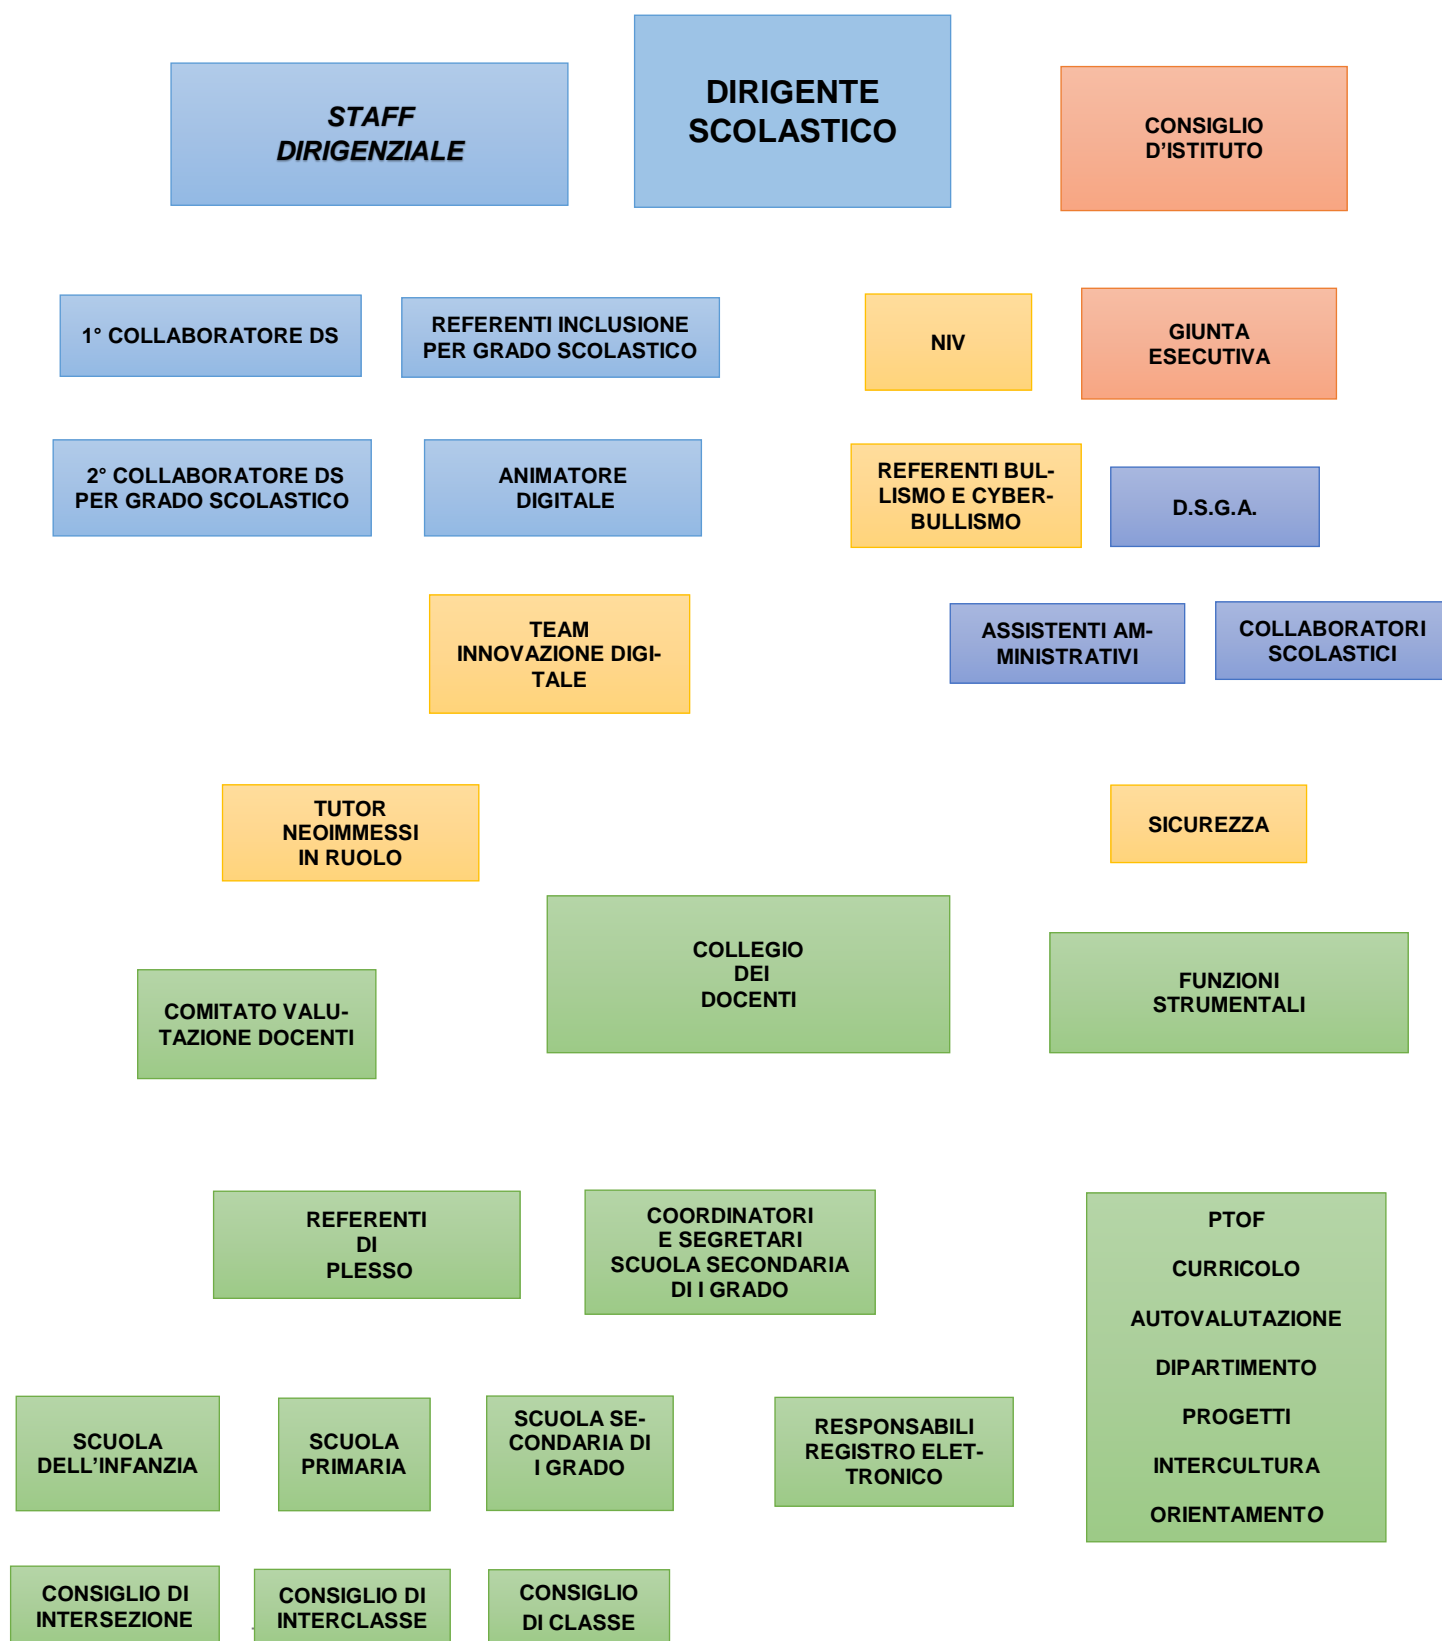 STAFF
DIRIGENZIALE
DIRIGENTE
SCOLASTICO
CONSIGLIO
D’ISTITUTO
1° COLLABORATORE DS
REFERENTI INCLUSIONE
PER GRADO SCOLASTICO
NIV
GIUNTA
ESECUTIVA
2° COLLABORATORE DS
PER GRADO SCOLASTICO
ANIMATORE
DIGITALE
REFERENTI BUL-
LISMO E CYBER-
BULLISMO
D.S.G.A.
TEAM
INNOVAZIONE DIGI-
TALE
ASSISTENTI AM-
MINISTRATIVI
COLLABORATORI
SCOLASTICI
TUTOR
NEOIMMESSI
IN RUOLO
SICUREZZA
COLLEGIO
DEI
DOCENTI
FUNZIONI
STRUMENTALI
COMITATO VALU-
TAZIONE DOCENTI
REFERENTI
DI
PLESSO
COORDINATORI
E SEGRETARI
SCUOLA SECONDARIA
DI I GRADO
PTOF
CURRICOLO
AUTOVALUTAZIONE
DIPARTIMENTO
PROGETTI
INTERCULTURA
ORIENTAMENTO
SCUOLA
DELL’INFANZIA
SCUOLA
PRIMARIA
SCUOLA SE-
CONDARIA DI
I GRADO
RESPONSABILI
REGISTRO ELET-
TRONICO
CONSIGLIO DI
INTERSEZIONE
CONSIGLIO DI
INTERCLASSE
CONSIGLIO
DI CLASSE